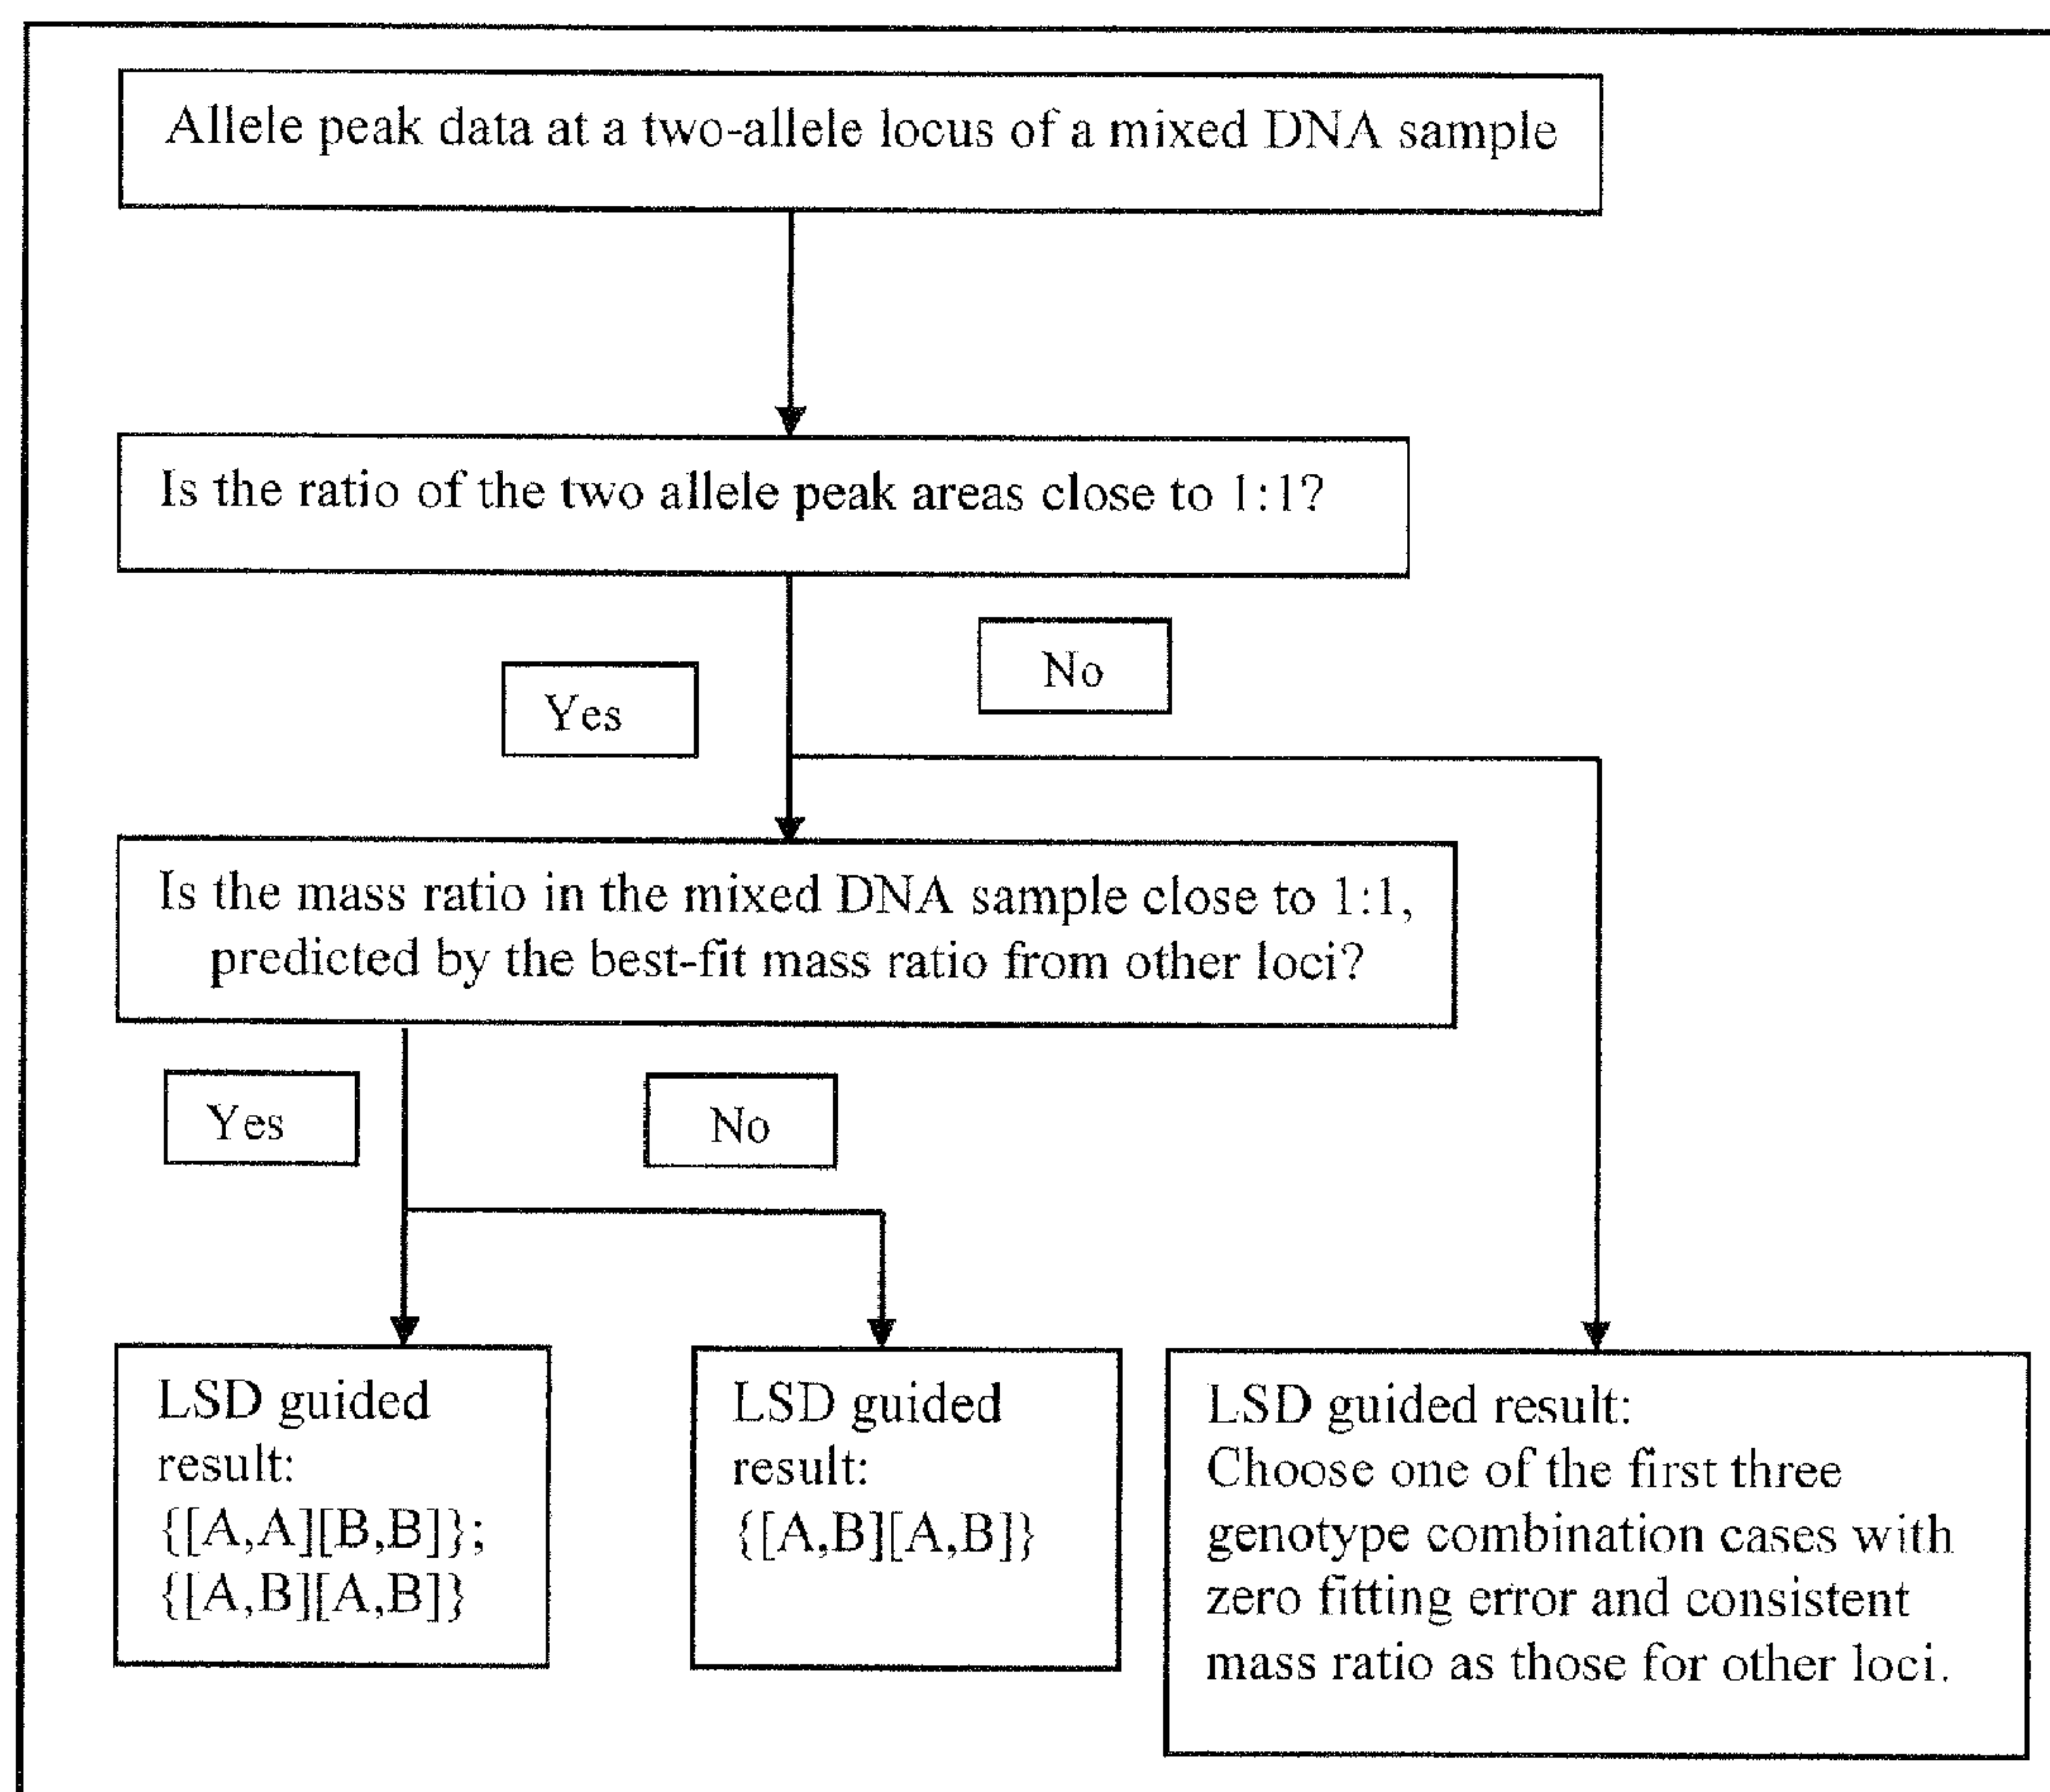 Allele peak data at a two-allele locus of a mixed DNA sample
Is the ratio of the two allele peak areas close to 1:1?
Yes
No
Is the mass ratio in the mixed DNA sample close to 1:1,
predicted by the best-fit mass ratio from other loci?
Yes
No
LSD guided
result:
{[A,A][B,B]};
{[A,B][A,B]}
LSD guided
result:
{[A,B][A,B]}
LSD guided result:
Choose one of the first three
genotype combination cases with
zero fitting error and consistent
mass ratio as those for other loci.